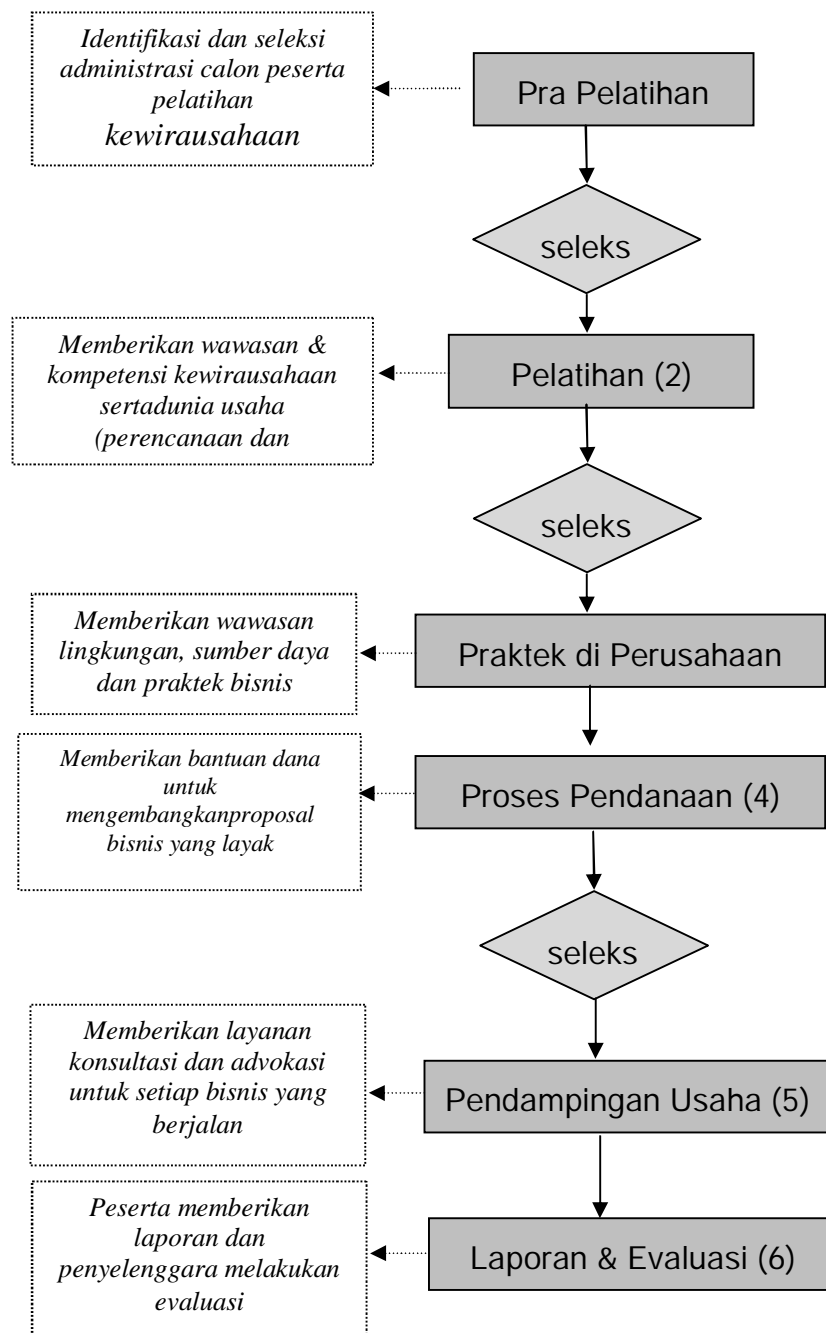 Identifikasi dan seleksi
administrasi calon peserta
pelatihan
kewirausahaan
Pra Pelatihan
seleks
Memberikan wawasan &
kompetensi kewirausahaan
sertadunia usaha
(perencanaan dan
Pelatihan (2)
seleks
Memberikan wawasan
lingkungan, sumber daya
dan praktek bisnis
Praktek di Perusahaan
Memberikan bantuan dana
untuk
mengembangkanproposal
bisnis yang layak
Proses Pendanaan (4)
seleks
Memberikan layanan
konsultasi dan advokasi
untuk setiap bisnis yang
berjalan
Pendampingan Usaha (5)
Peserta memberikan
laporan dan
penyelenggara melakukan
evaluasi
Laporan & Evaluasi (6)